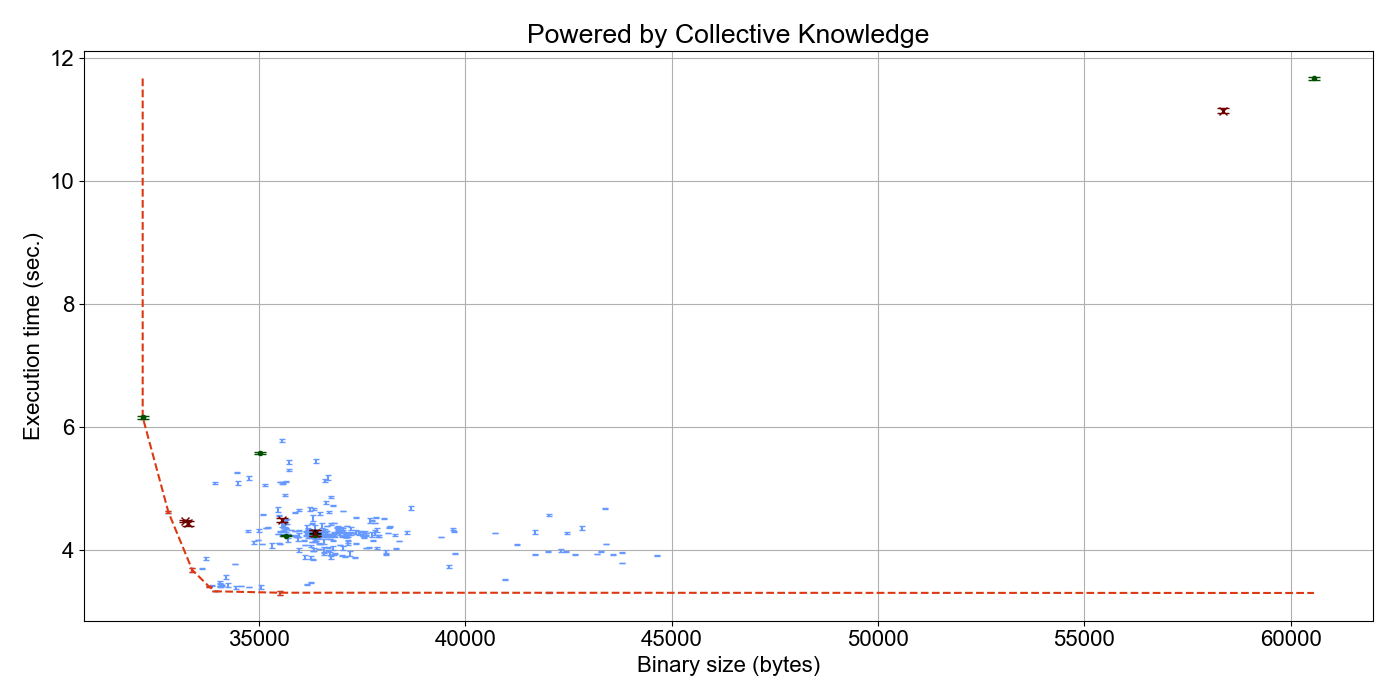 Powered by Collective Knowledge
12
10
8
6
4
Execution time (sec.)
35000 40000 45000 50000 55000 60000
Binary size (bytes)